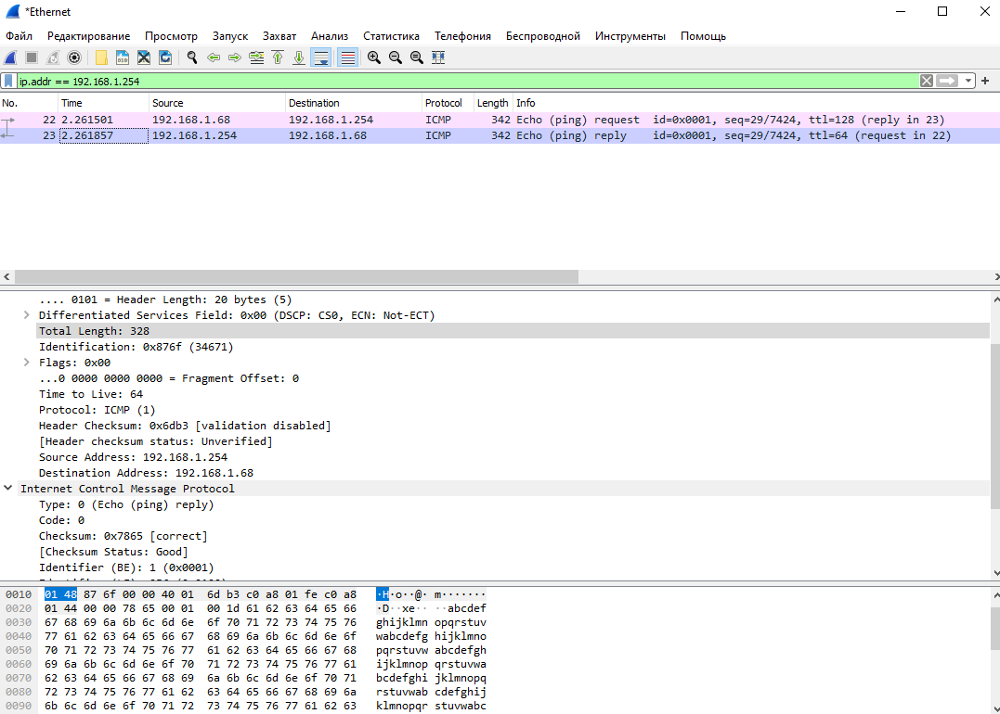 *Ethernet
Файл Редактирование Просмотр Запуск Захват Анализ Статистика Телефония Беспроводной Инструменты Помощь
ip.addr == 192.168.1.254
No. Time Source Destination Protocol Length Info
22 2.261501 192.168.1.68 192.168.1.254 ICMP 342 Echo (ping) request id=0x0001, seq=29/7424, ttl=128 (reply in 23)
23 2.261857 192.168.1.254 192.168.1.68 ICMP 342 Echo (ping) reply id=0x0001, seq=29/7424, ttl=64 (request in 22)
.... 0101 = Header Length: 20 bytes (5)
Differentiated Services Field: 0x00 (DSCP: CS0, ECN: Not-ECT)
Total Length: 328
Identification: 0x876f (34671)
Flags: 0x00
...0 0000 0000 0000 = Fragment Offset: 0
Time to Live: 64
Protocol: ICMP (1)
Header Checksum: 0x6db3 [validation disabled]
[Header checksum status: Unverified]
Source Address: 192.168.1.254
Destination Address: 192.168.1.68
Internet Control Message Protocol
Type: 0 (Echo (ping) reply)
Code: 0
Checksum: 0x7865 [correct]
[Checksum Status: Good]
Identifier (BE): 1 (0x0001)
0010 01 48 87 6f 00 00 40 01 6d b3 c0 a8 01 fe c0 a8 ·H·o··@· m·······
0020 01 44 00 00 78 65 00 01 00 1d 61 62 63 64 65 66 ·D··xe·· ··abcdef
0030 67 68 69 6a 6b 6c 6d 6e 6f 70 71 72 73 74 75 76 ghijklmn opqrstuv
0040 77 61 62 63 64 65 66 67 68 69 6a 6b 6c 6d 6e 6f wabcdefg hijklmno
0050 70 71 72 73 74 75 76 77 61 62 63 64 65 66 67 68 pqrstuvw abcdefgh
0060 69 6a 6b 6c 6d 6e 6f 70 71 72 73 74 75 76 77 61 ijklmnop qrstuvwa
0070 62 63 64 65 66 67 68 69 6a 6b 6c 6d 6e 6f 70 71 bcdefghi jklmnopq
0080 72 73 74 75 76 77 61 62 63 64 65 66 67 68 69 6a rstuvwab cdefghij
0090 6b 6c 6d 6e 6f 70 71 72 73 74 75 76 77 61 62 63 klmnopqr stuvwabc